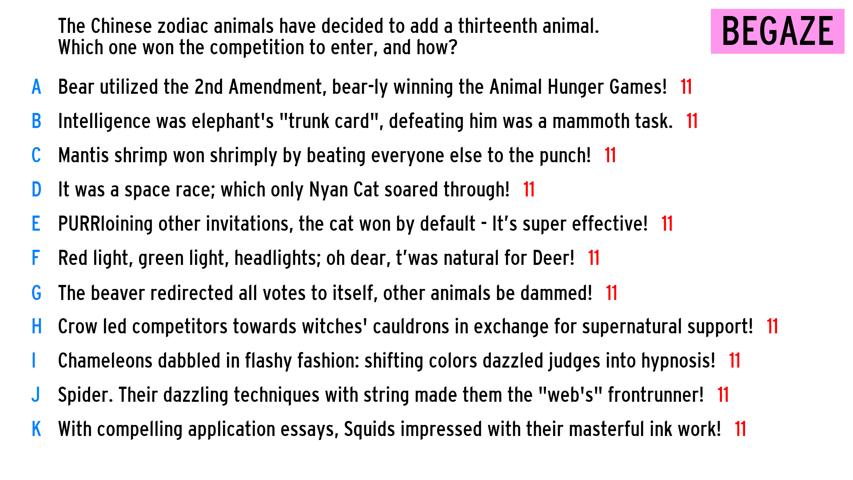 The Chinese zodiac animals have decided to add a thirteenth animal.
Which one won the competition to enter, and how?
BEGAZE
A Bear utilized the 2nd Amendment, bear-ly winning the Animal Hunger Games! 11
B Intelligence was elephant's "trunk card", defeating him was a mammoth task. 11
C Mantis shrimp won shrimply by beating everyone else to the punch! 11
D It was a space race; which only Nyan Cat soared through! 11
E PURRloining other invitations, the cat won by default - It’s super effective! 11
F Red light, green light, headlights; oh dear, t’was natural for Deer! 11
G The beaver redirected all votes to itself, other animals be dammed! 11
H Crow led competitors towards witches' cauldrons in exchange for supernatural support! 11
I Chameleons dabbled in flashy fashion: shifting colors dazzled judges into hypnosis! 11
J Spider. Their dazzling techniques with string made them the "web's" frontrunner! 11
K With compelling application essays, Squids impressed with their masterful ink work! 11